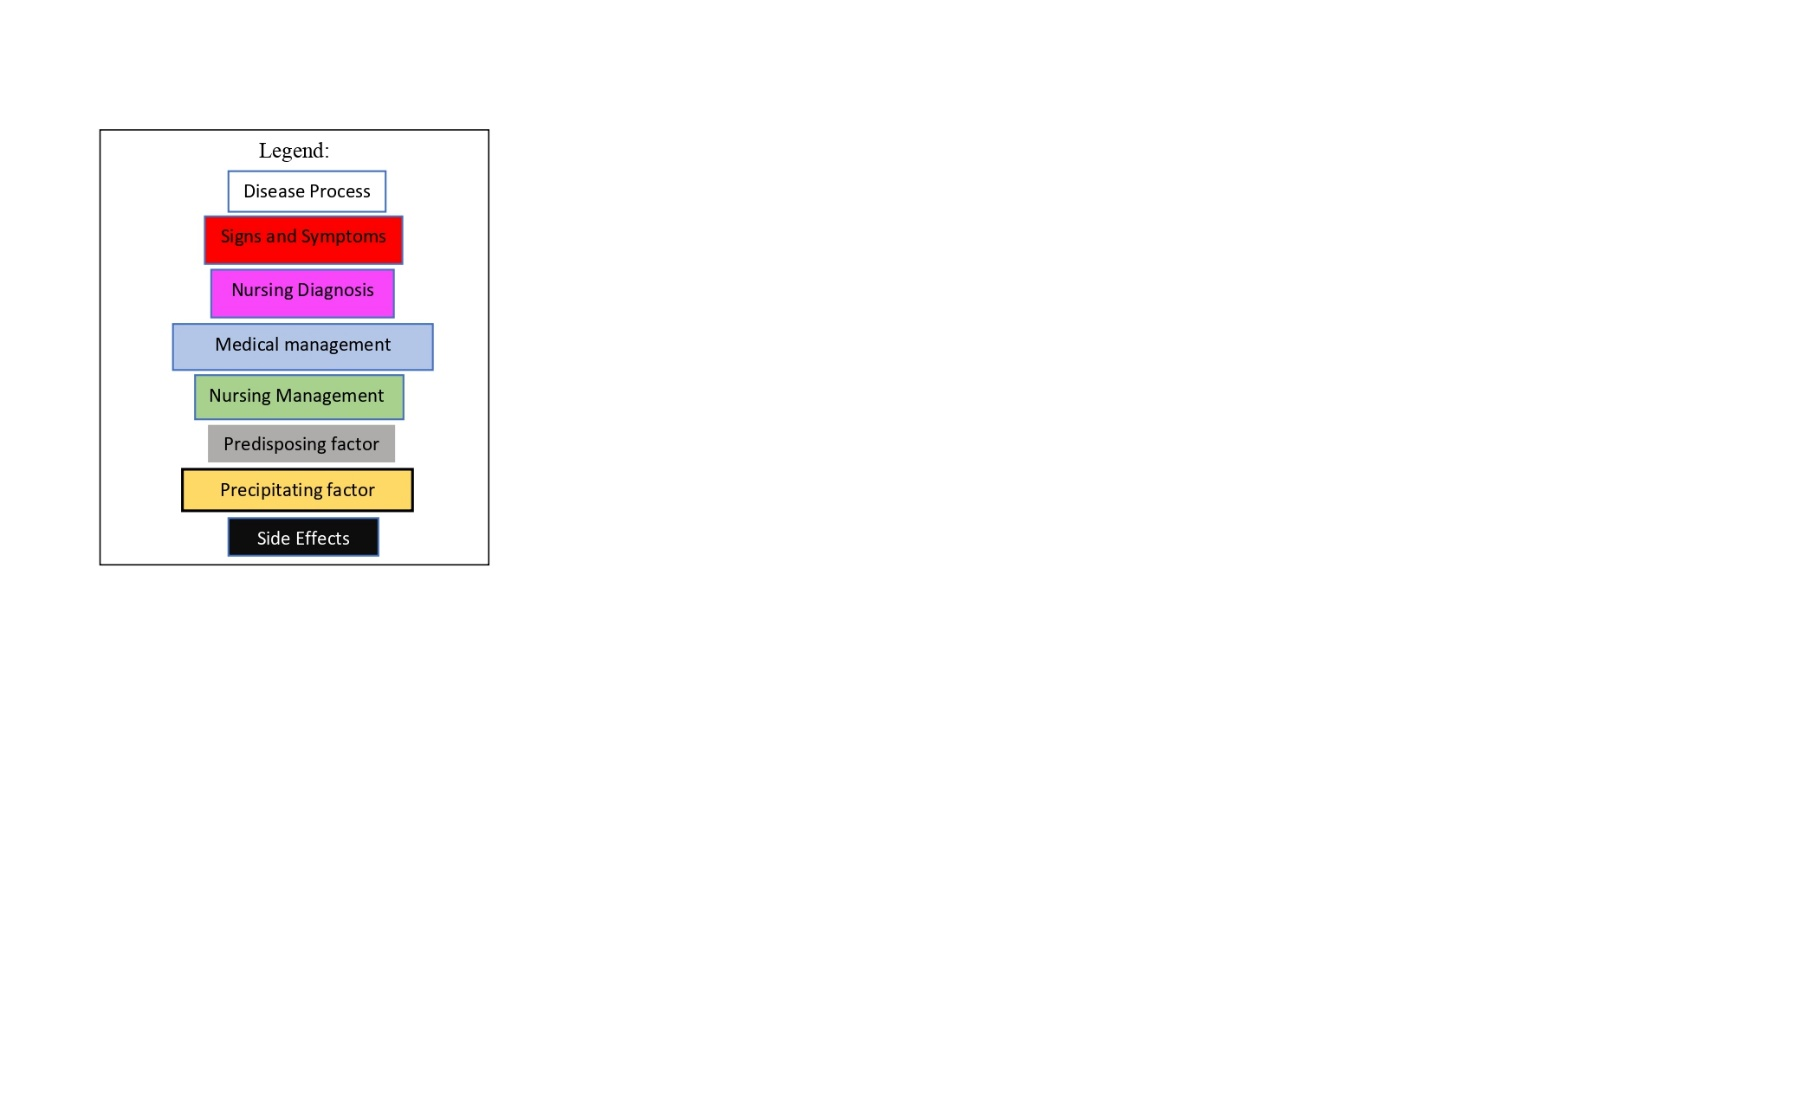 Legend:
Disease Process
Signs and Symptoms
Nursing Diagnosis
Medical management
Nursing Management
Predisposing factor
Precipitating factor
Side Effects